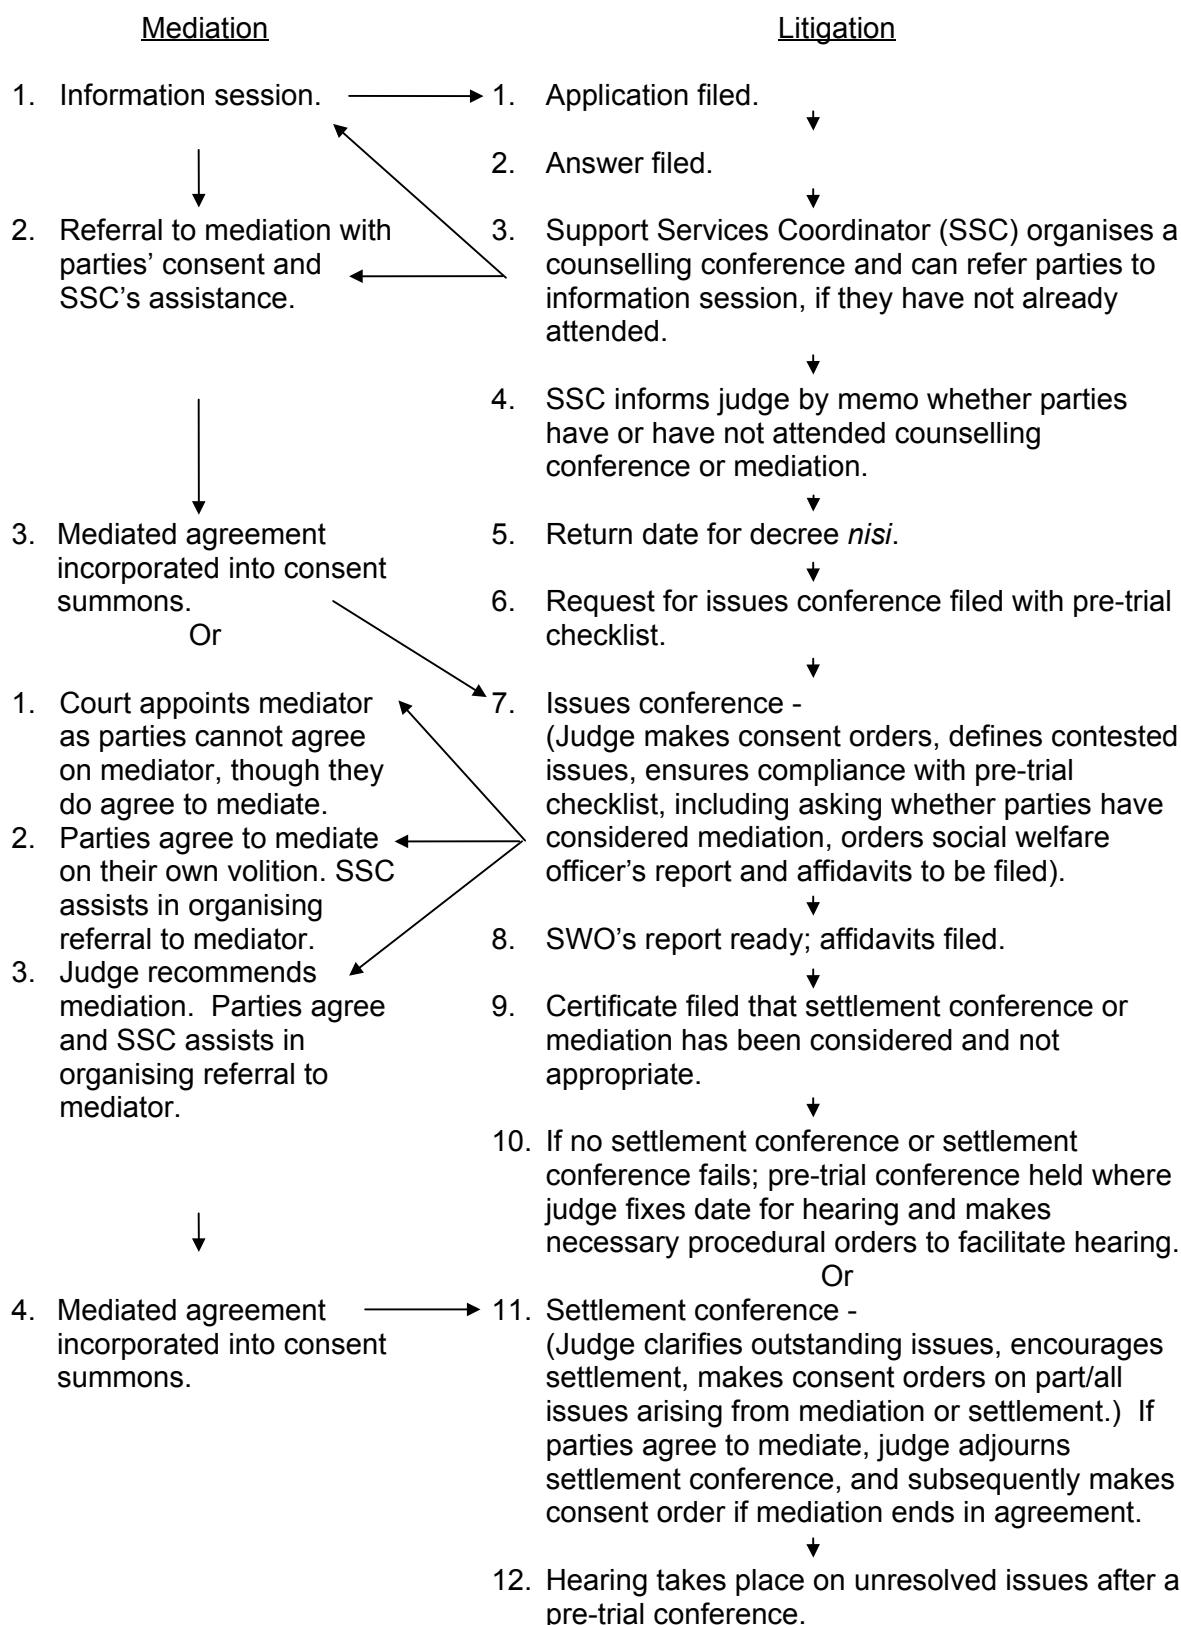 Mediation
1. Information session.
2. Referral to mediation with
parties’ consent and
SSC’s assistance.
3. Mediated agreement
incorporated into consent
summons.
Or
1. Court appoints mediator
as parties cannot agree
on mediator, though they
do agree to mediate.
2. Parties agree to mediate
on their own volition. SSC
assists in organising
referral to mediator.
3. Judge recommends
mediation. Parties agree
and SSC assists in
organising referral to
mediator.
4. Mediated agreement
incorporated into consent
summons.
Litigation
1. Application filed.
2. Answer filed.
3. Support Services Coordinator (SSC) organises a
counselling conference and can refer parties to
information session, if they have not already
attended.
4. SSC informs judge by memo whether parties
have or have not attended counselling
conference or mediation.
5. Return date for decree nisi.
6. Request for issues conference filed with pre-trial
checklist.
7. Issues conference -
(Judge makes consent orders, defines contested
issues, ensures compliance with pre-trial
checklist, including asking whether parties have
considered mediation, orders social welfare
officer’s report and affidavits to be filed).
8. SWO’s report ready; affidavits filed.
9. Certificate filed that settlement conference or
mediation has been considered and not
appropriate.
10. If no settlement conference or settlement
conference fails; pre-trial conference held where
judge fixes date for hearing and makes
necessary procedural orders to facilitate hearing.
Or
11. Settlement conference -
(Judge clarifies outstanding issues, encourages
settlement, makes consent orders on part/all
issues arising from mediation or settlement.) If
parties agree to mediate, judge adjourns
settlement conference, and subsequently makes
consent order if mediation ends in agreement.
12. Hearing takes place on unresolved issues after a
pre-trial conference.